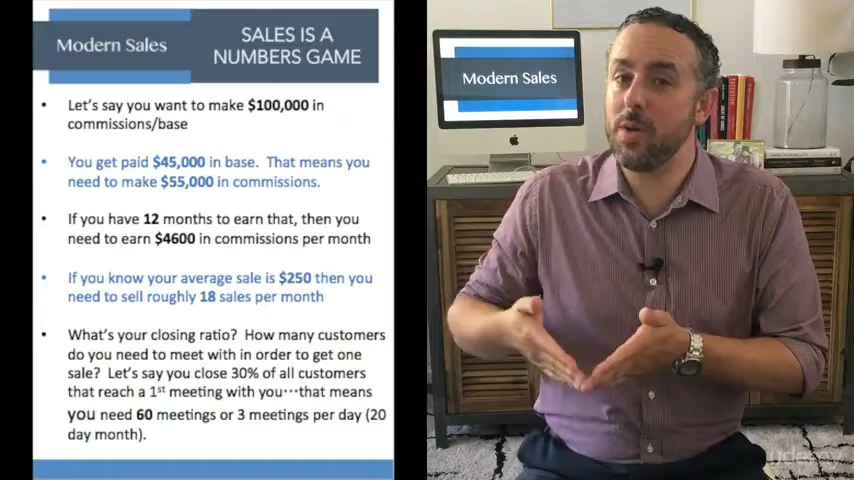 Modern Sales
SALES IS A
NUMBERS GAME
• Let's say you want to make $100,000 in
commissions/base
• You get paid $45,000 in base. That means you
need to make $55,000 in commissions.
• If you have 12 months to earn that, then you
need to earn $4600 in commissions per month
• If you know your average sale is $250 then you
need to sell roughly 18 sales per month
• What's your closing ratio? How many customers
do you need to meet with in order to get one
sale? Let's say you close 30% of all customers
that reach a 1st meeting with you…that means
you need 60 meetings or 3 meetings per day (20
day month).
Modern Sales
udemy